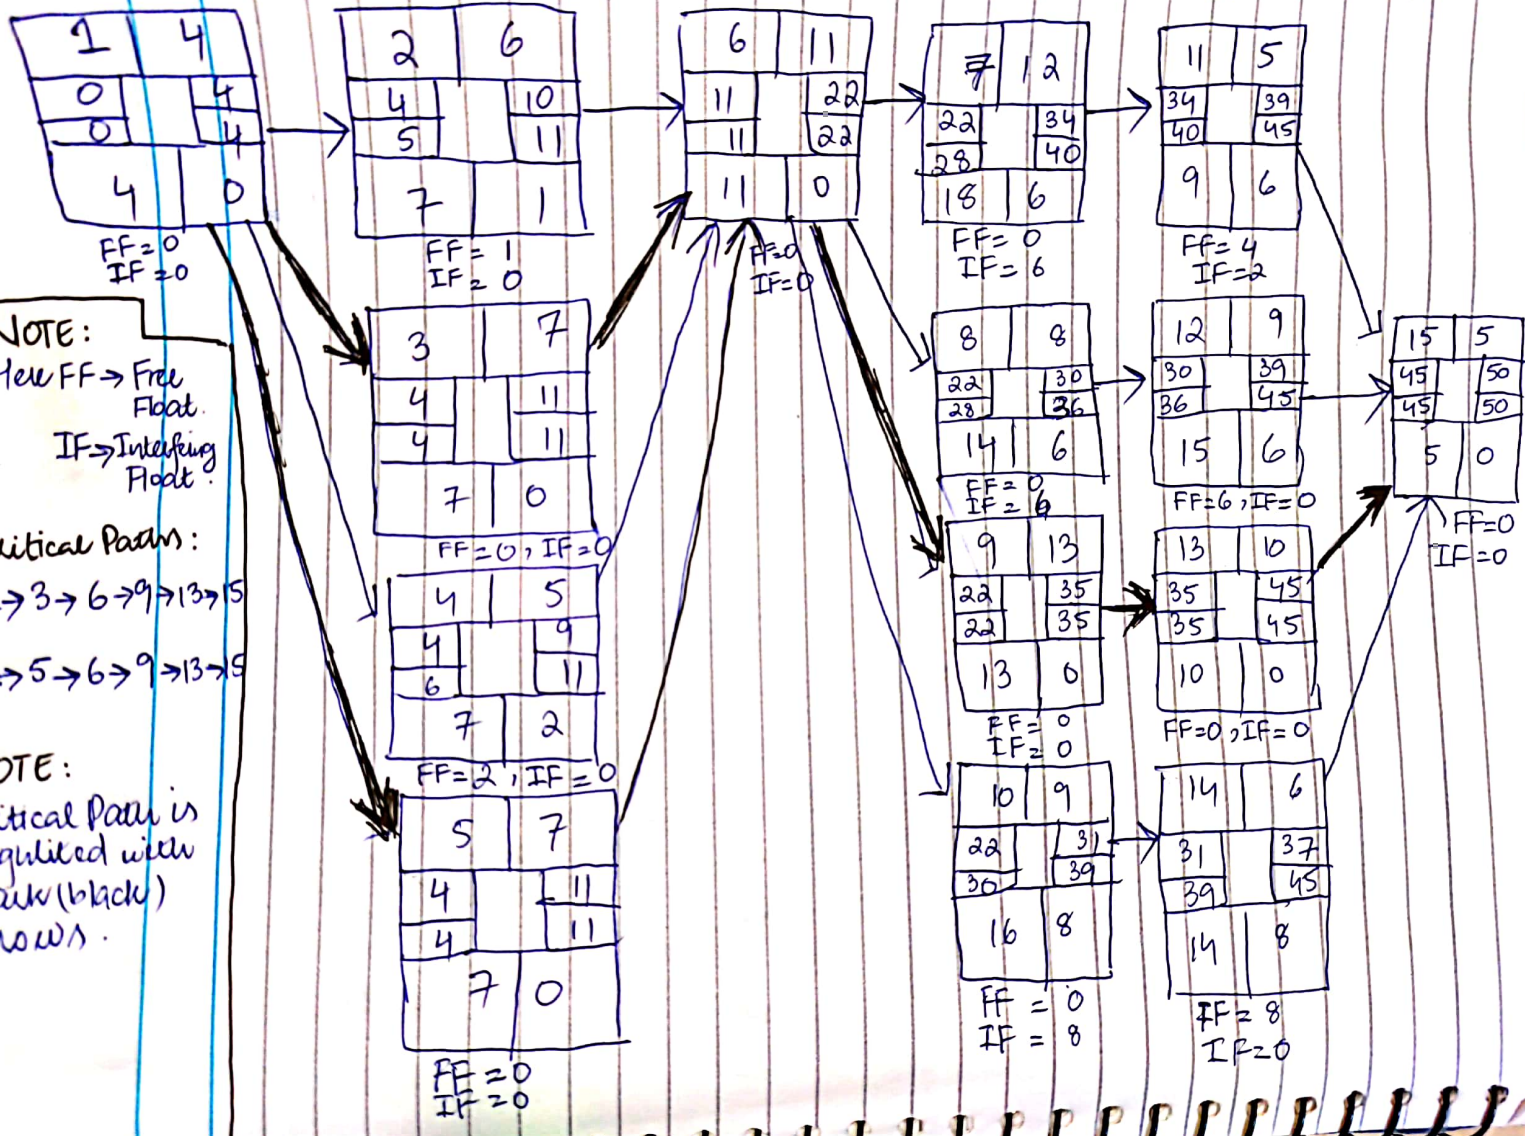 1 4
0 4
0 4
4 0
FF=0
IF=0
2 6
4 10
5 11
7 1
FF= 1
IF= 0
6 11
11 22
11 22
11 0
FF=0
IF=0
7 12
22 34
28 40
18 6
FF= 0
IF= 6
11 5
34 39
40 45
9 6
FF= 4
IF=2
3 7
4 11
4 11
7 0
FF=0, IF=0
8 8
22 30
28 36
14 6
FF= 0
IF= 6
12 9
30 39
36 45
15 6
FF=6, IF=0
15 5
45 50
45 50
5 0
FF=0
IF=0
4 5
4 9
6 11
7 2
FF=2, IF=0
9 13
22 35
22 35
13 0
FF= 0
IF= 0
13 10
35 45
35 45
10 0
FF=0, IF=0
5 7
4 11
4 11
7 0
FF=0
IF=0
10 9
22 31
30 39
16 8
FF = 0
IF = 8
14 6
31 37
39 45
14 8
FF= 8
IF=0
NOTE:
Here FF→ Free
Float.
IF→Interfering
Float.
Paths:
→3→6→9→13→15
→5→6→9→13→15
Path is
with
(black)